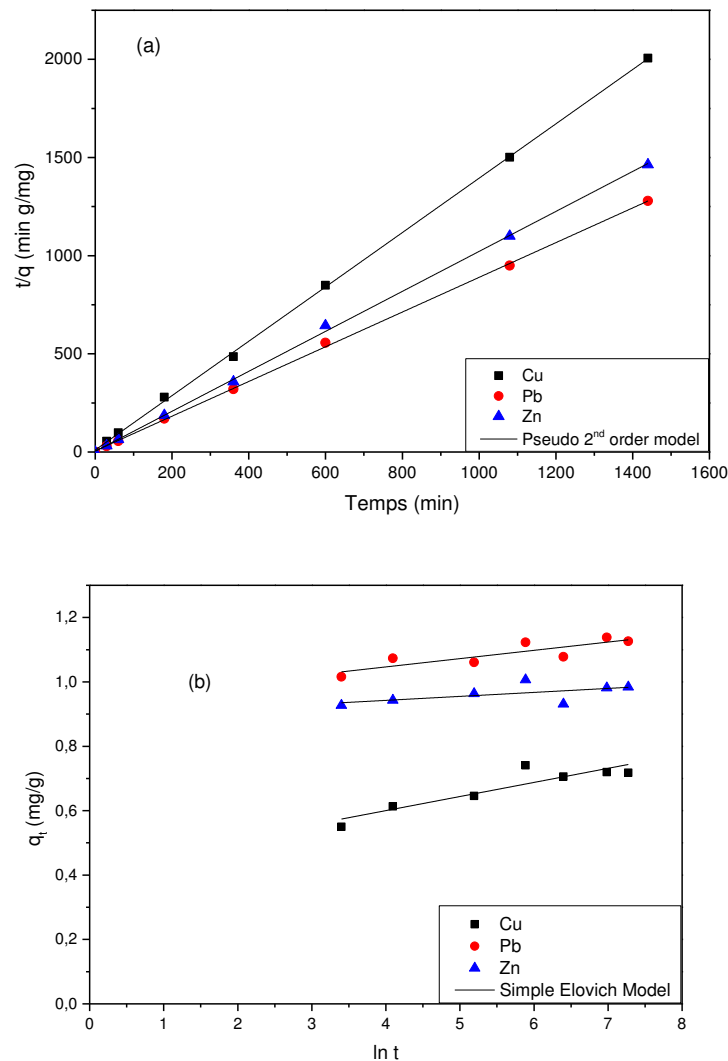 (a)
2000
1500
1000
500
0
t/q (min g/mg)
0 200 400 600 800 1000 1200 1400 1600
Temps (min)
Cu
Pb
Zn
Pseudo 2nd order model
(b)
1,2
1,0
0,8
0,6
0,4
0,2
0,0
qt (mg/g)
0 1 2 3 4 5 6 7 8
ln t
Cu
Pb
Zn
Simple Elovich Model